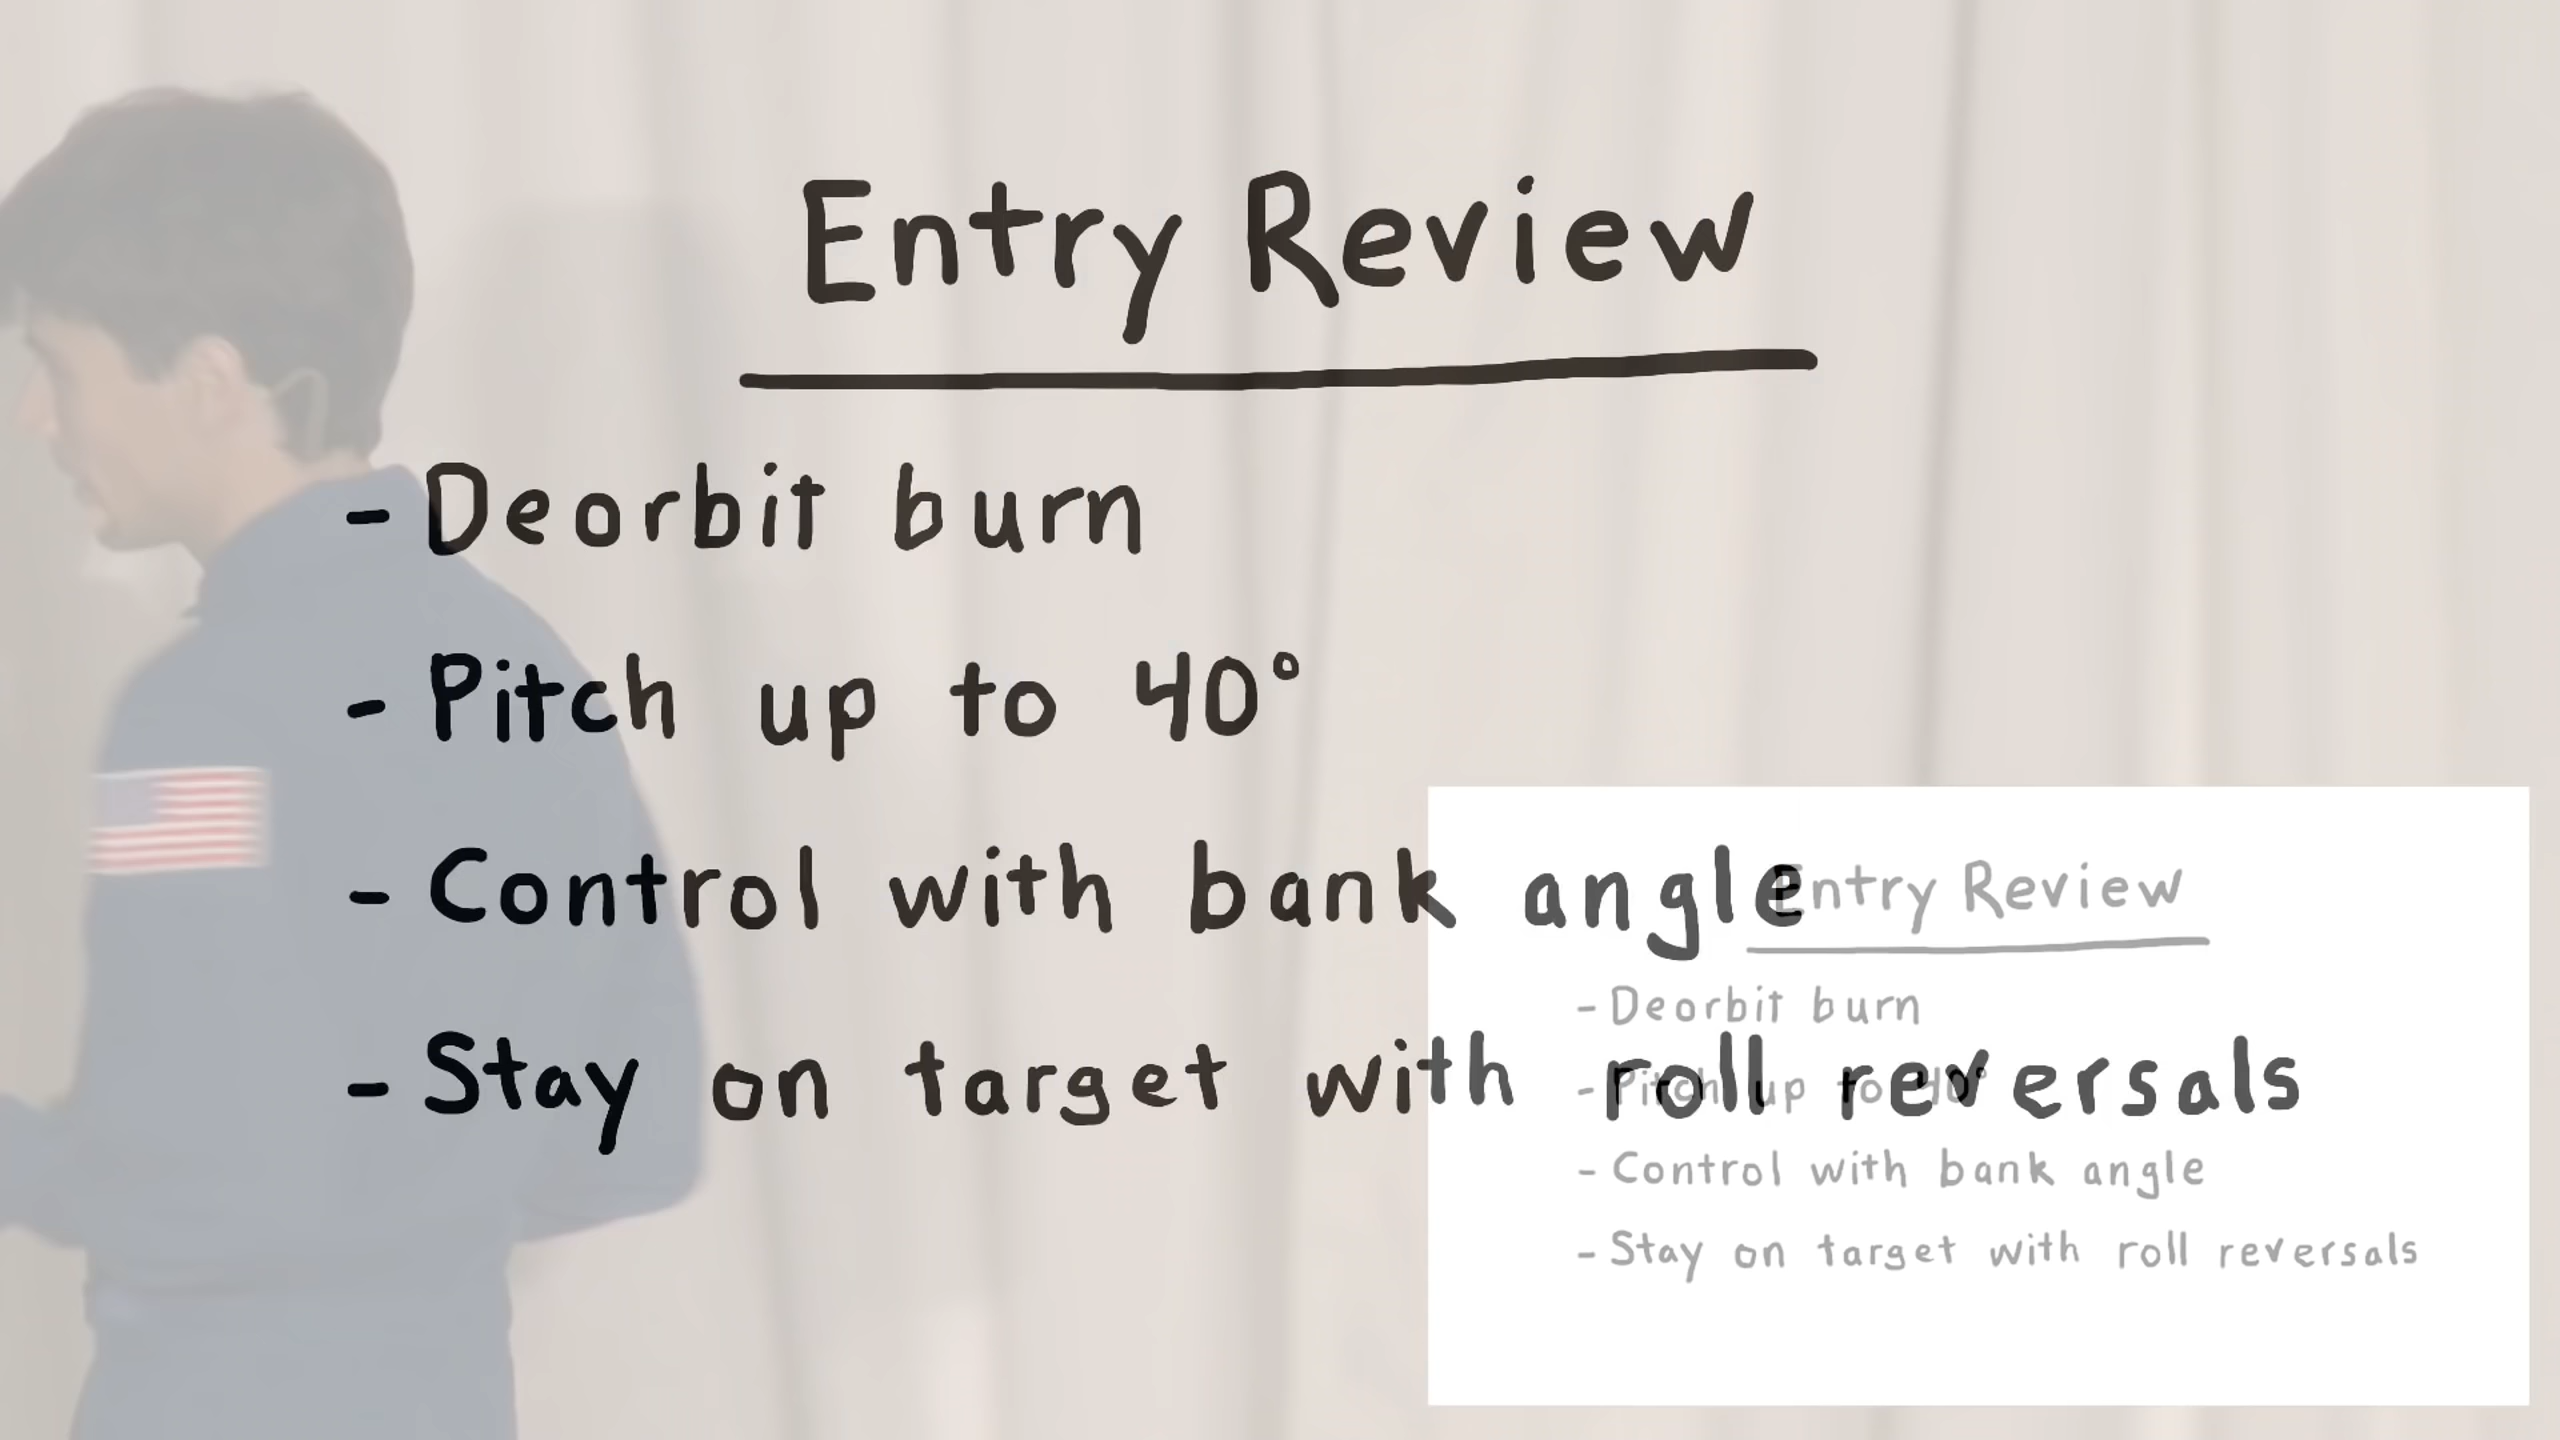 Entry Review
- Deorbit burn
- Pitch up to 40°
- Control with bank angle
- Stay on target with roll reversals
Entry Review
- Deorbit burn
- Pitch up to 40°
- Control with bank angle
- Stay on target with roll reversals